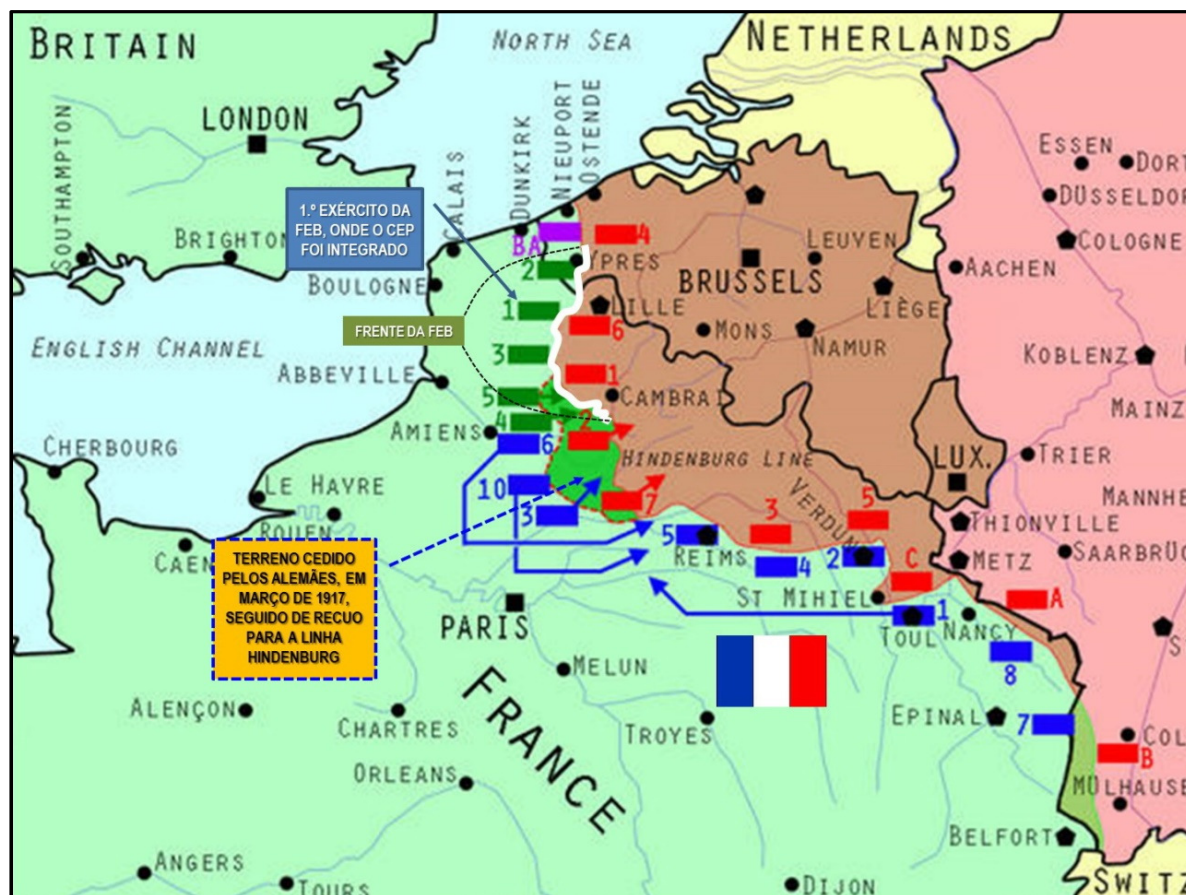 BRITAIN
NORTH SEA
NETHERLANDS
LONDON
SOUTHAMPTON
BRIGHTON
CALAIS
DUNKIRK
NIEUPORT
OSTENDE
ESSEN
DORT
DÜSSELDOR
COLOGNE
AACHEN
1.º EXÉRCITO DA
FEB, ONDE O CEP
FOI INTEGRADO
BA
4
YPRES
2
LEUVEN
BRUSSELS
LIÈGE
BOULOGNE
1
LILLE
6
MONS
NAMUR
KOBLENZ
FRENTE DA FEB
ENGLISH CHANNEL
3
1
ABBEVILLE
5
CAMBRAI
MAINZ
4
2
AMIENS
6
HINDENBURG LINE
LUX.
TRIER
CHERBOURG
LE HAVRE
10
7
3
VERDUN
5
MANNHE
ROUEN
3
THIONVILLE
CAEN
5
REIMS
4
2
METZ
SAARBRÜC
TERRENO CEDIDO
PELOS ALEMÃES, EM
MARÇO DE 1917,
SEGUIDO DE RECUO
PARA A LINHA
HINDENBURG
C
ST MIHIEL
A
PARIS
1
TOUL
NANCY
S
MELUN
8
FRANCE
ALENÇON
CHARTRES
TROYES
EPINAL
7
COL
B
ORLEANS
MÜLHAUSE
BELFORT
ANGERS
TOURS
DIJON
SWITZ